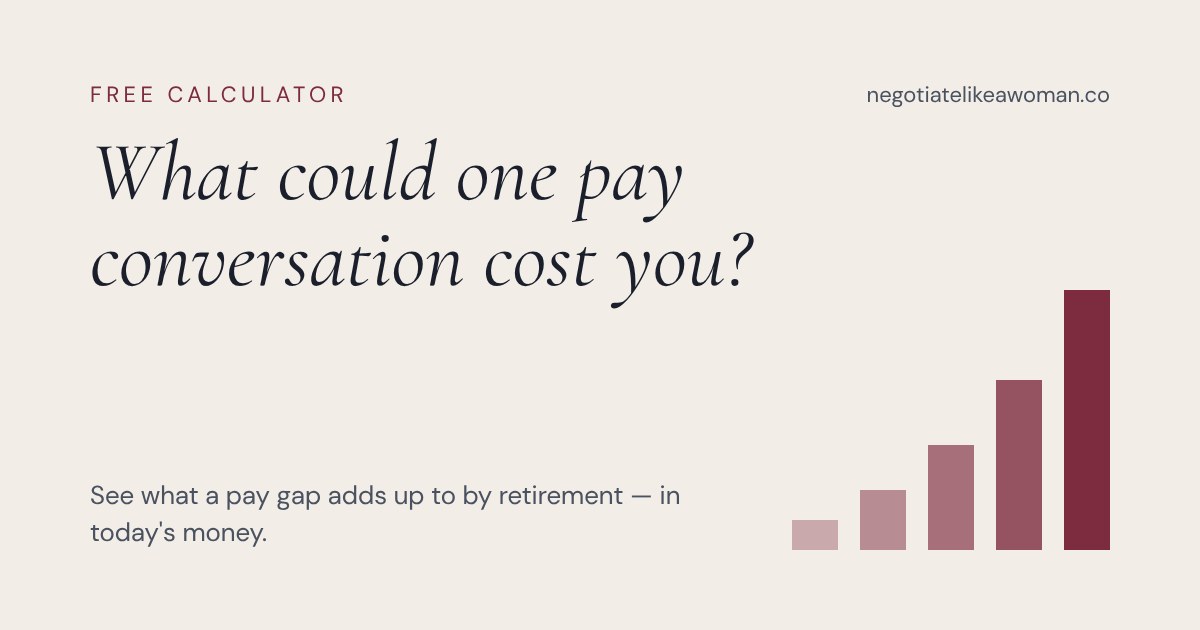 FREE CALCULATOR
negotiatelikeawoman.co
What could one pay
conversation cost you?
See what a pay gap adds up to by retirement — in
today's money.